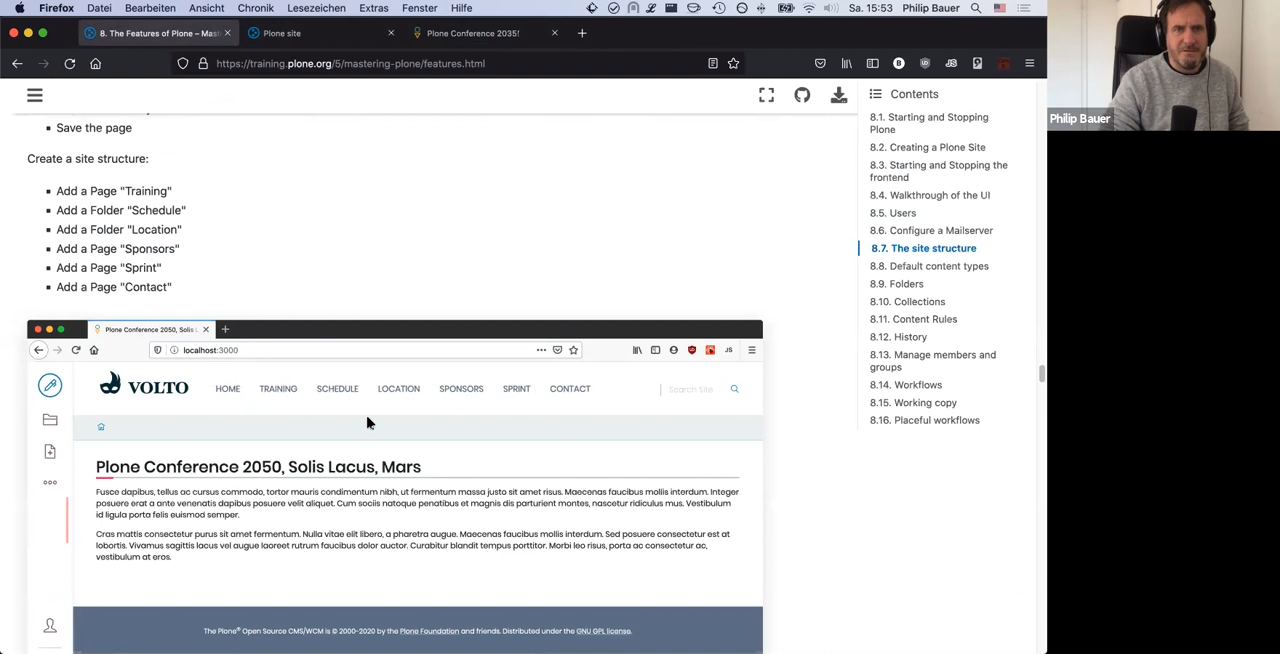 Firefox Datei Bearbeiten Ansicht Chronik Lesezeichen Extras Fenster Hilfe Sa. 15:53 Philip Bauer
8. The Features of Plone – Mast Plone site Plone Conference 2035!
https://training.plone.org/5/mastering-plone/features.html
Philip Bauer
Save the page
Create a site structure:
Add a Page "Training"
Add a Folder "Schedule"
Add a Folder "Location"
Add a Page "Sponsors"
Add a Page "Sprint"
Add a Page "Contact"
Plone Conference 2050, Solis L
localhost:3000
JS
VOLTO HOME TRAINING SCHEDULE LOCATION SPONSORS SPRINT CONTACT Search Site
Plone Conference 2050, Solis Lacus, Mars
Fusce dapibus, tellus ac cursus commodo, tortor mauris condimentum nibh, ut fermentum massa justo sit amet risus. Maecenas faucibus mollis interdum. Integer
posuere erat a ante venenatis dapibus posuere velit aliquet. Cum sociis natoque penatibus et magnis dis parturient montes, nascetur ridiculus mus. Vestibulum
id ligula porta felis euismod semper.
Cras mattis consectetur purus sit amet fermentum. Nulla vitae elit libero, a pharetra augue. Maecenas faucibus mollis interdum. Sed posuere consectetur est at
lobortis. Vivamus sagittis lacus vel augue laoreet rutrum faucibus dolor auctor. Curabitur blandit tempus porttitor. Morbi leo risus, porta ac consectetur ac,
vestibulum at eros.
The Plone® Open Source CMS/WCM is © 2000-2020 by the Plone Foundation and friends. Distributed under the GNU GPL license.
Contents
8.1. Starting and Stopping
Plone
8.2. Creating a Plone Site
8.3. Starting and Stopping the
frontend
8.4. Walkthrough of the UI
8.5. Users
8.6. Configure a Mailserver
8.7. The site structure
8.8. Default content types
8.9. Folders
8.10. Collections
8.11. Content Rules
8.12. History
8.13. Manage members and
groups
8.14. Workflows
8.15. Working copy
8.16. Placeful workflows